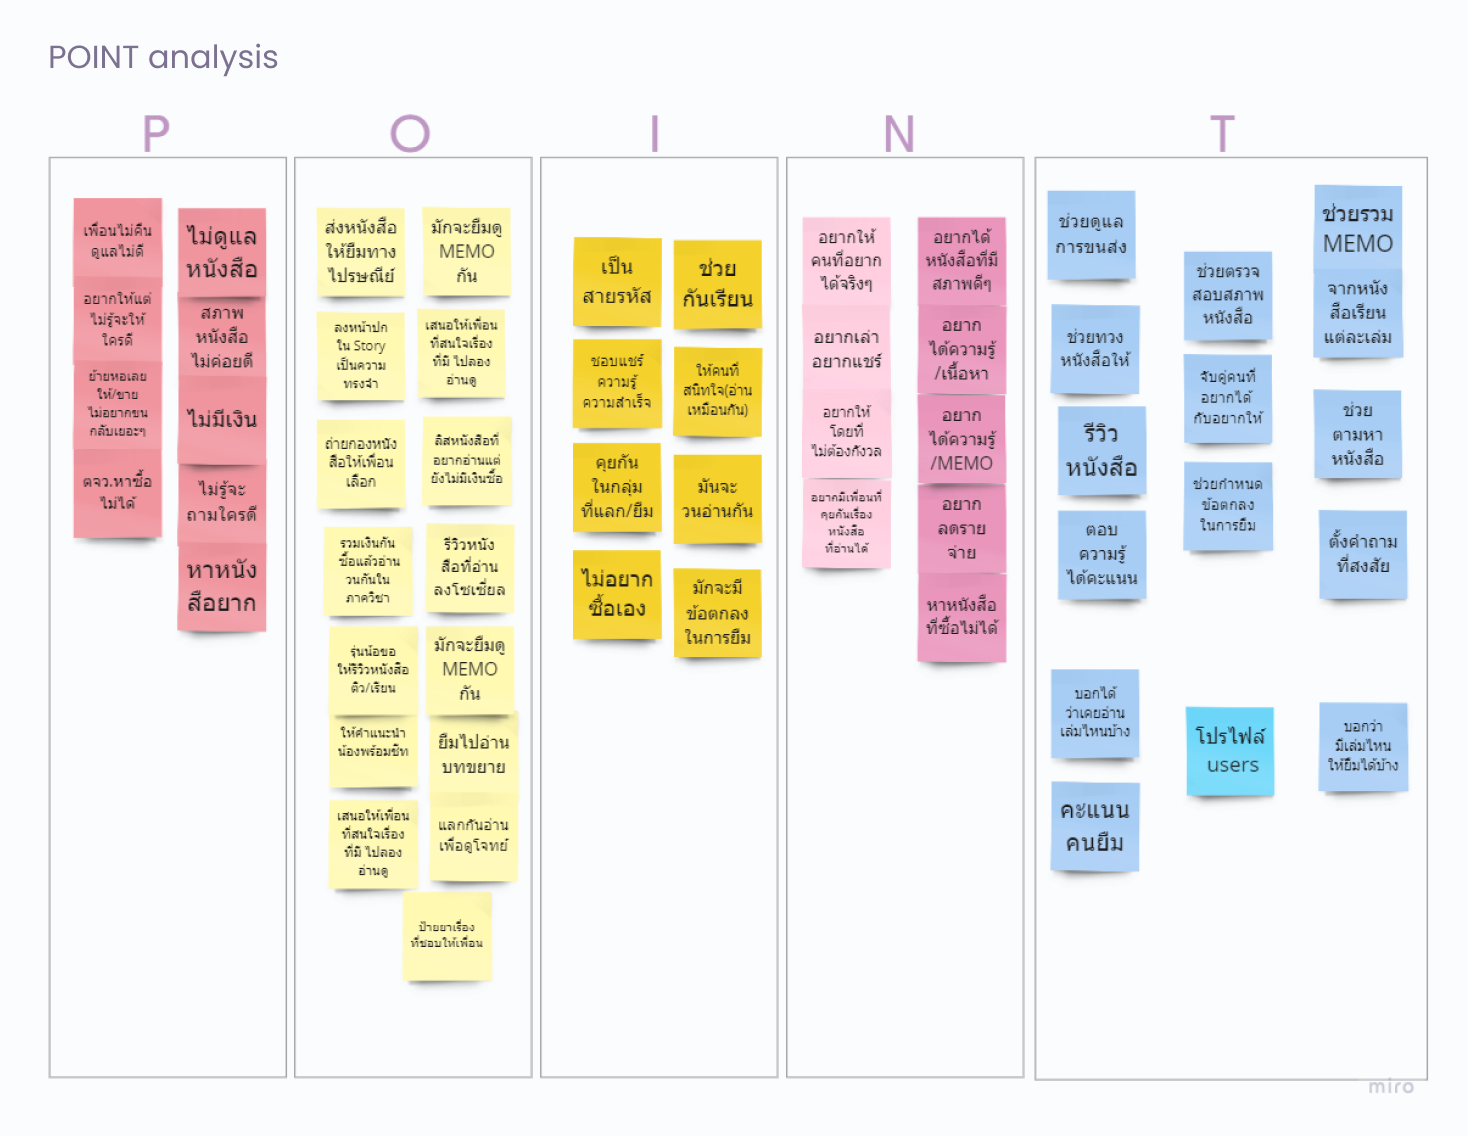 POINT analysis
P
O
I
N
T
เพื่อนไม่คืน
ดูแลไม่ดี
อยากให้แต่
ไม่รู้จะให้
ใครดี
ย้ายหอเลย
ให้/ขาย
ไม่อยากขน
กลับเยอะๆ
ตจว.หาซื้อ
ไม่ได้
ไม่ดูแล
หนังสือ
สภาพ
หนังสือ
ไม่ค่อยดี
ไม่มีเงิน
ไม่รู้จะ
ถามใครดี
หาหนัง
สือยาก
ส่งหนังสือ
ให้ยืมทาง
ไปรษณีย์
มักจะยืมดู
MEMO
กัน
ลงหน้าปก
ใน Story
เป็นความ
ทรงจำ
เสนอให้เพื่อน
ที่สนใจเรื่อง
ที่มี ไปลอง
อ่านดู
ถ่ายกองหนัง
สือให้เพื่อน
เลือก
ลิสหนังสือที่
อยากอ่านแต่
ยังไม่มีเงินซื้อ
รวมเงินกัน
ซื้อแล้วอ่าน
วนกันใน
ภาควิชา
รีวิวหนัง
สือที่อ่าน
ลงโซเชี่ยล
รุ่นน้อขอ
ให้รีวิวหนังสือ
ติว/เรียน
มักจะยืมดู
MEMO
กัน
ให้คำแนะนำ
น้องพร้อมชีท
ยืมไปอ่าน
บทขยาย
เสนอให้เพื่อน
ที่สนใจเรื่อง
ที่มี ไปลอง
อ่านดู
แลกกันอ่าน
เพื่อดูโจทย์
ป้ายยาเรื่อง
ที่ชอบให้เพื่อน
เป็น
สายรหัส
ช่วย
กันเรียน
ชอบแชร์
ความรู้
ความสำเร็จ
ให้คนที่
สนิทใจ(อ่าน
เหมือนกัน)
คุยกัน
ในกลุ่ม
ที่แลก/ยืม
มันจะ
วนอ่านกัน
ไม่อยาก
ซื้อเอง
มักจะมี
ข้อตกลง
ในการยืม
อยากให้
คนที่อยาก
ได้จริงๆ
อยากเล่า
อยากแชร์
อยากให้
โดยที่
ไม่ต้องกังวล
อยากมีเพื่อนที่
คุยกันเรื่อง
หนังสือ
ที่อ่านได้
อยากได้
หนังสือที่มี
สภาพดีๆ
อยาก
ได้ความรู้
/เนื้อหา
อยาก
ได้ความรู้
/MEMO
อยาก
ลดราย
จ่าย
หาหนังสือ
ที่ซื้อไม่ได้
ช่วยดูแล
การขนส่ง
ช่วยทวง
หนังสือให้
รีวิว
หนังสือ
ตอบ
ความรู้
ได้คะแนน
ช่วยตรวจ
สอบสภาพ
หนังสือ
จับคู่คนที่
อยากได้
กับอยากให้
ช่วยกำหนด
ข้อตกลง
ในการยืม
ช่วยรวม
MEMO
จากหนัง
สือเรียน
แต่ละเล่ม
ช่วย
ตามหา
หนังสือ
ตั้งคำถาม
ที่สงสัย
บอกได้
ว่าเคยอ่าน
เล่มไหนบ้าง
คะแนน
คนยืม
โปรไฟล์
users
บอกว่า
มีเล่มไหน
ให้ยืมได้บ้าง
miro